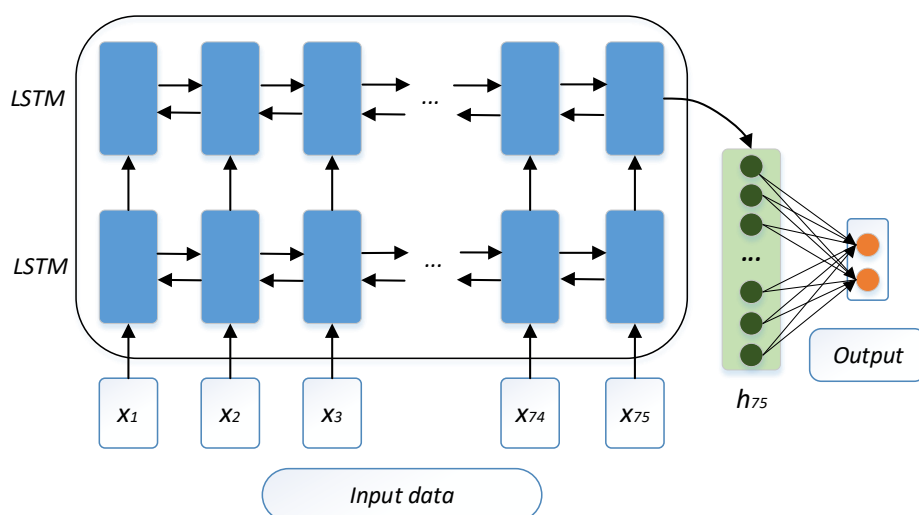 LSTM
...
LSTM
...
...
x1 x2 x3 x74 x75
h75
Output
Input data